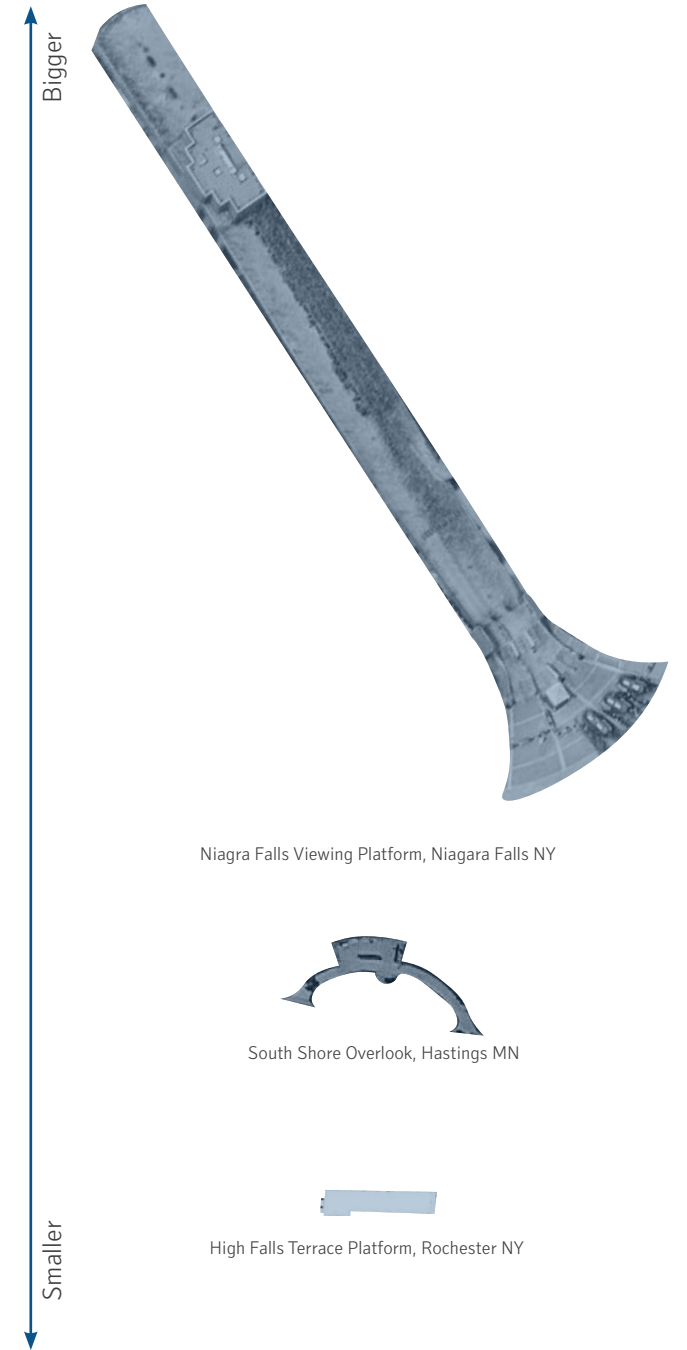 Bigger
Niagra Falls Viewing Platform, Niagara Falls NY
South Shore Overlook, Hastings MN
Smaller
High Falls Terrace Platform, Rochester NY